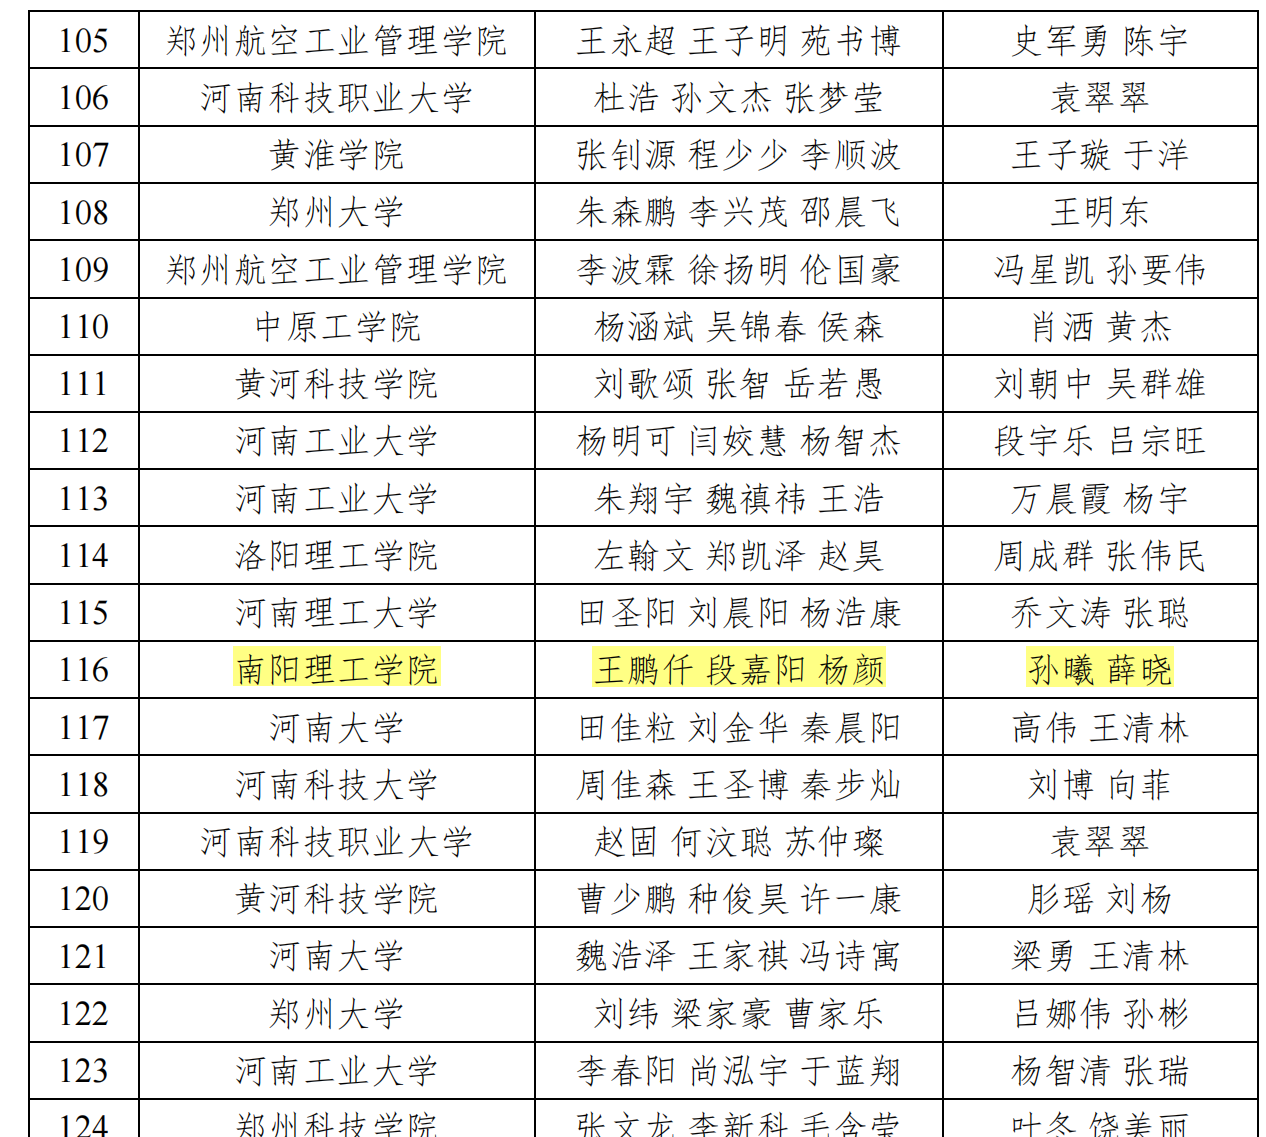 105 郑州航空工业管理学院 王永超 王子明 苑书博 史军勇 陈宇
106 河南科技职业大学 杜浩 孙文杰 张梦莹 袁翠翠
107 黄淮学院 张钊源 程少少 李顺波 王子璇 于洋
108 郑州大学 朱森鹏 李兴茂 邵晨飞 王明东
109 郑州航空工业管理学院 李波霖 徐扬明 伦国豪 冯星凯 孙要伟
110 中原工学院 杨涵斌 吴锦春 侯森 肖洒 黄杰
111 黄河科技学院 刘歌颂 张智 岳若愚 刘朝中 吴群雄
112 河南工业大学 杨明可 闫姣慧 杨智杰 段宇乐 吕宗旺
113 河南工业大学 朱翔宇 魏禛祎 王浩 万晨霞 杨宇
114 洛阳理工学院 左翰文 郑凯泽 赵昊 周成群 张伟民
115 河南理工大学 田圣阳 刘晨阳 杨浩康 乔文涛 张聪
116 南阳理工学院 王鹏仟 段嘉阳 杨颜 孙曦 薛晓
117 河南大学 田佳粒 刘金华 秦晨阳 高伟 王清林
118 河南科技大学 周佳森 王圣博 秦步灿 刘博 向菲
119 河南科技职业大学 赵固 何汶聪 苏仲璨 袁翠翠
120 黄河科技学院 曹少鹏 种俊昊 许一康 肜瑶 刘杨
121 河南大学 魏浩泽 王家祺 冯诗寓 梁勇 王清林
122 郑州大学 刘纬 梁家豪 曹家乐 吕娜伟 孙彬
123 河南工业大学 李春阳 尚泓宇 于蓝翔 杨智清 张瑞
124 郑州科技学院 张文龙 李新科 毛含莹 叶冬 饶美丽